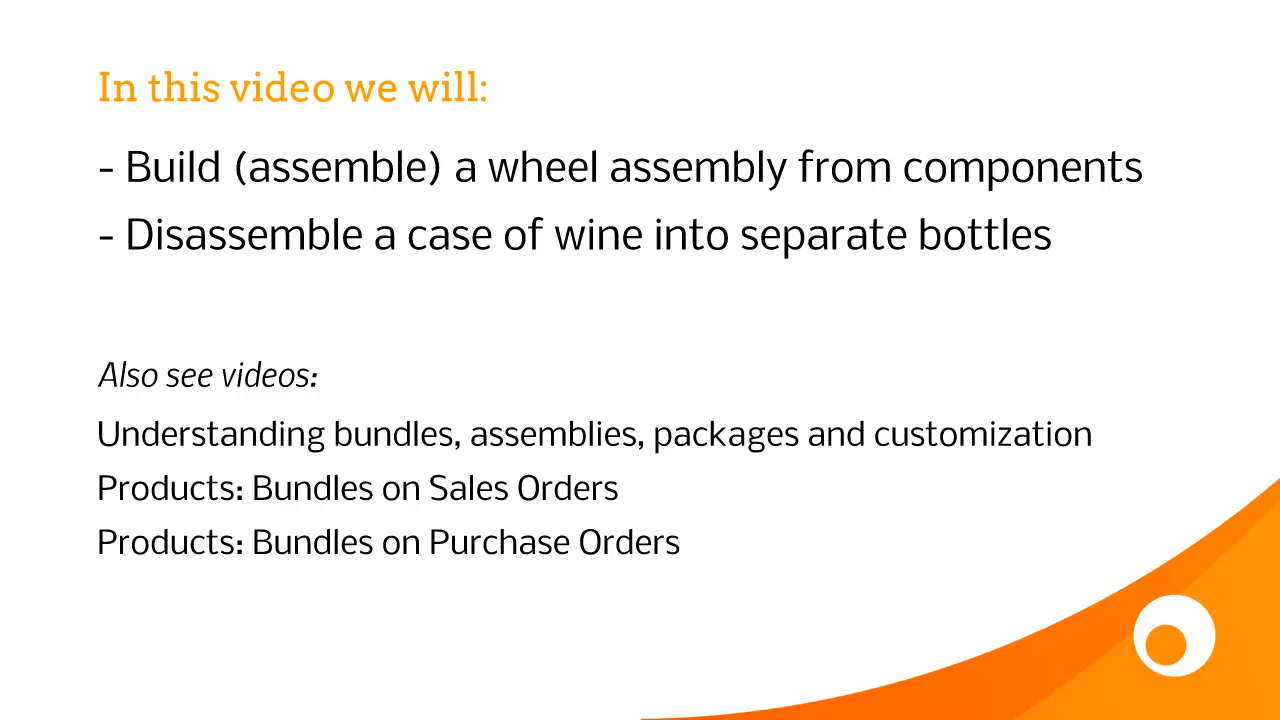 In this video we will:
- Build (assemble) a wheel assembly from components
- Disassemble a case of wine into separate bottles
Also see videos:
Understanding bundles, assemblies, packages and customization
Products: Bundles on Sales Orders
Products: Bundles on Purchase Orders